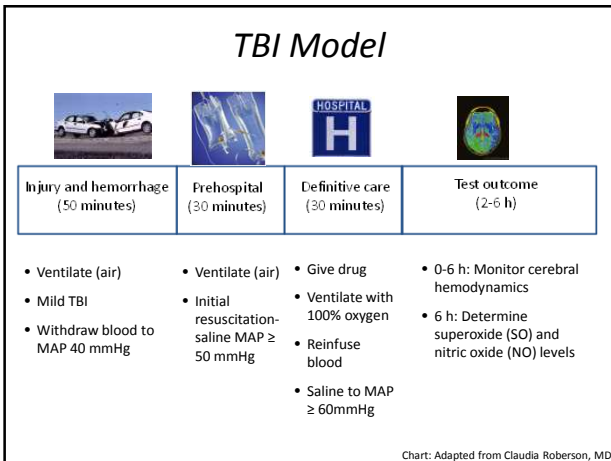 TBI Model
HOSPITAL
H
Injury and hemorrhage
(50 minutes)
Prehospital
(30 minutes)
Definitive care
(30 minutes)
Test outcome
(2-6 h)
• Ventilate (air)
• Mild TBI
• Withdraw blood to
MAP 40 mmHg
• Ventilate (air)
• Initial
resuscitation-
saline MAP ≥
50 mmHg
• Give drug
• Ventilate with
100% oxygen
• Reinfuse
blood
• Saline to MAP
≥ 60mmHg
• 0-6 h: Monitor cerebral
hemodynamics
• 6 h: Determine
superoxide (SO) and
nitric oxide (NO) levels
Chart: Adapted from Claudia Roberson, MD